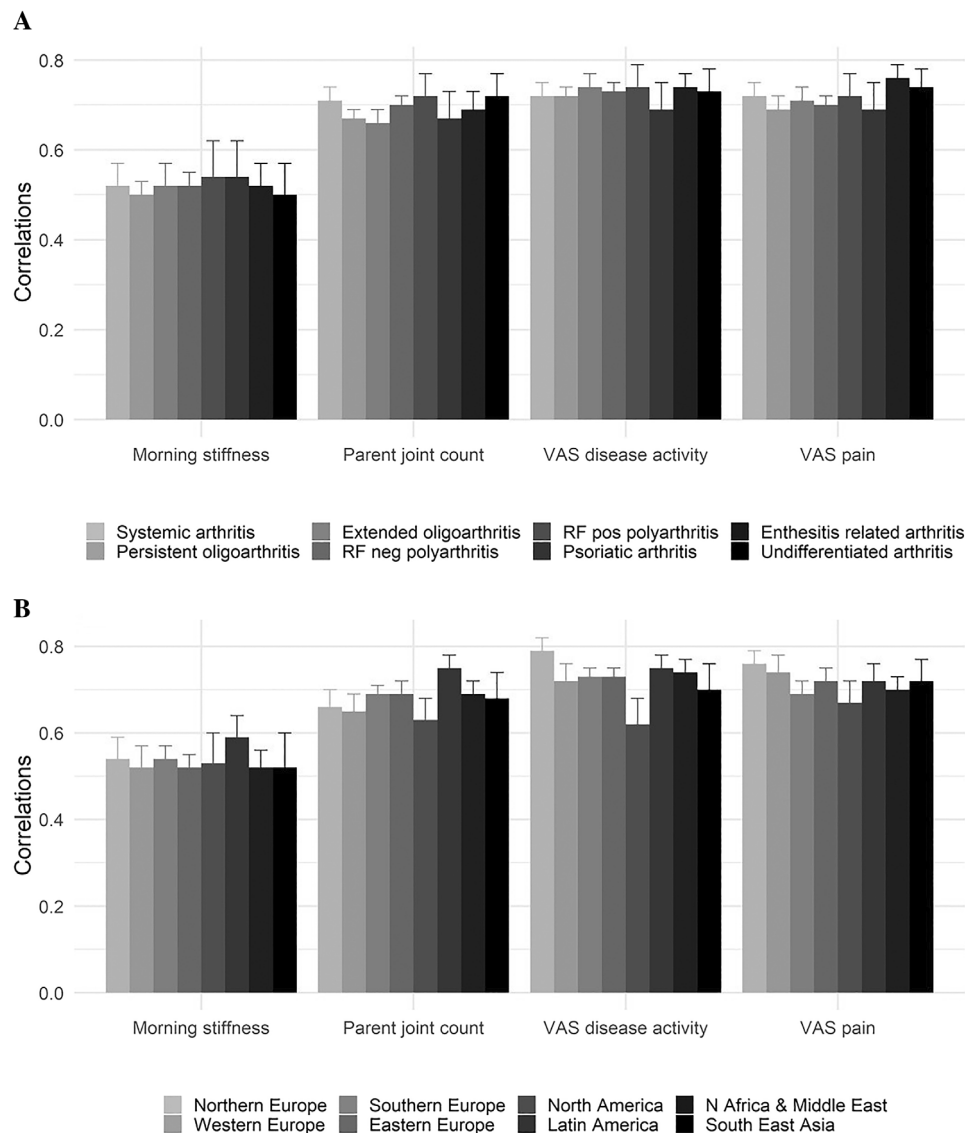 A
0.8
0.6
0.4
0.2
0.0
Correlations
Morning stiffness Parent joint count VAS disease activity VAS pain
Systemic arthritis Extended oligoarthritis RF pos polyarthritis Enthesitis related arthritis
Persistent oligoarthritis RF neg polyarthritis Psoriatic arthritis Undifferentiated arthritis
B
0.8
0.6
0.4
0.2
0.0
Correlations
Morning stiffness Parent joint count VAS disease activity VAS pain
Northern Europe Southern Europe North America N Africa & Middle East
Western Europe Eastern Europe Latin America South East Asia